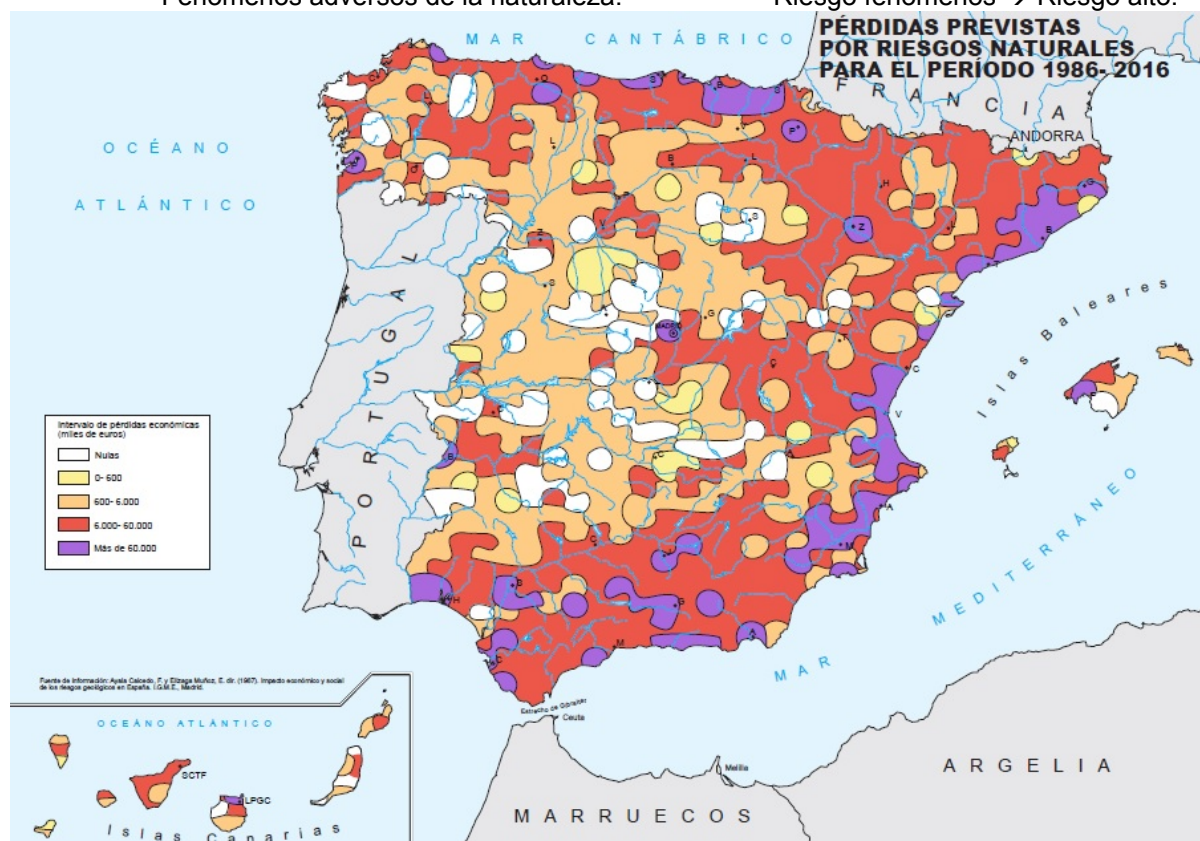 Fenómenos adversos de la naturaleza. Riesgo fenómenos → Riesgo alto.
PÉRDIDAS PREVISTAS
POR RIESGOS NATURALES
PARA EL PERÍODO 1986- 2016
MAR CANTÁBRICO
FRANCIA
ANDORRA
OCÉANO
ATLÁNTICO
PORTUGAL
MADRID
Islas Baleares
MAR MEDITERRÁNEO
Intervalo de pérdidas económicas
(miles de euros)
Nulas
0- 600
600- 6.000
6.000- 60.000
Más de 60.000
Fuente de información: Ayala Caicedo, F. y Elizaga Muñoz, E. dir. (1987). Impacto económico y social
de los riesgos geológicos en España. I.G.M.E., Madrid.
Estrecho de Gibraltar
Ceuta
Melilla
OCEÁNO ATLÁNTICO
SCTF
LPGC
Islas Canarias
MARRUECOS
ARGELIA